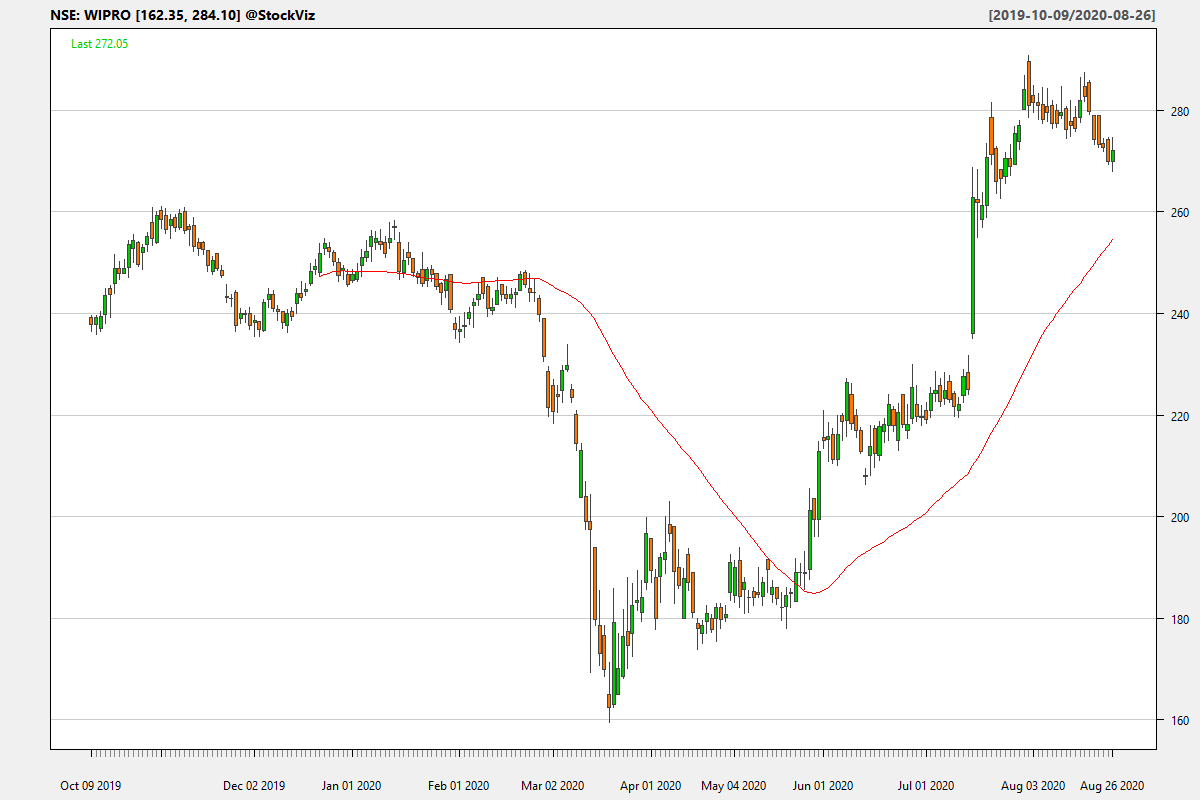 NSE: WIPRO [162.35, 284.10] @StockViz
[2019-10-09/2020-08-26]
Last 272.05
280
260
240
220
200
180
160
Oct 09 2019
Dec 02 2019
Jan 01 2020
Feb 01 2020
Mar 02 2020
Apr 01 2020
May 04 2020
Jun 01 2020
Jul 01 2020
Aug 03 2020
Aug 26 2020